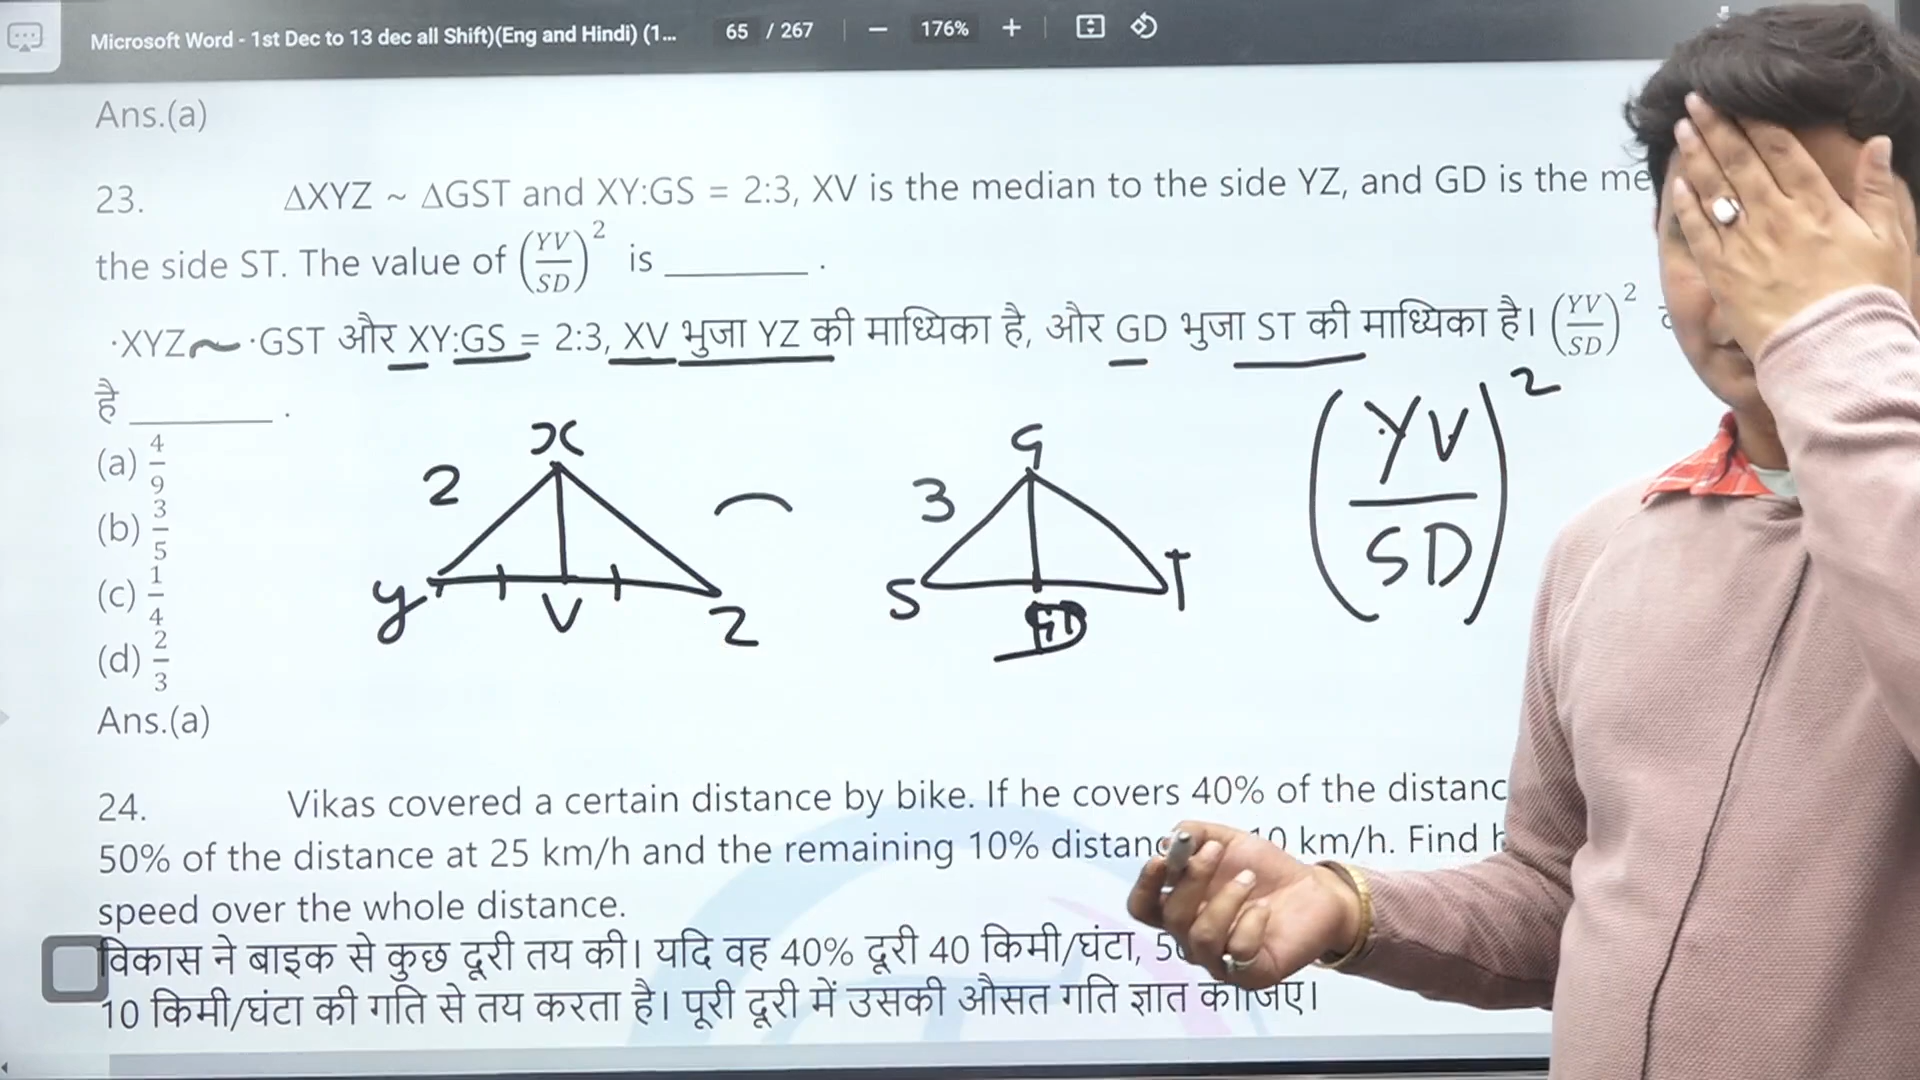 Microsoft Word - 1st Dec to 13 dec all Shift)(Eng and Hindi) (1... 65 / 267 − 176% +
Ans.(a)
23. ΔXYZ ~ ΔGST and XY:GS = 2:3, XV is the median to the side YZ, and GD is the me
the side ST. The value of (YV/SD)² is ________ .
·XYZ~·GST और XY:GS = 2:3, XV भुजा YZ की माध्यिका है, और GD भुजा ST की माध्यिका है। (YV/SD)²
है ________ .
(a) 4/9
(b) 3/5
(c) 1/4
(d) 2/3
Ans.(a)
X
2
Y V Z
G
3
S D T
(YV/SD)²
24. Vikas covered a certain distance by bike. If he covers 40% of the distanc
50% of the distance at 25 km/h and the remaining 10% distanc 10 km/h. Find h
speed over the whole distance.
विकास ने बाइक से कुछ दूरी तय की। यदि वह 40% दूरी 40 किमी/घंटा, 5
10 किमी/घंटा की गति से तय करता है। पूरी दूरी में उसकी औसत गति ज्ञात कीजिए।